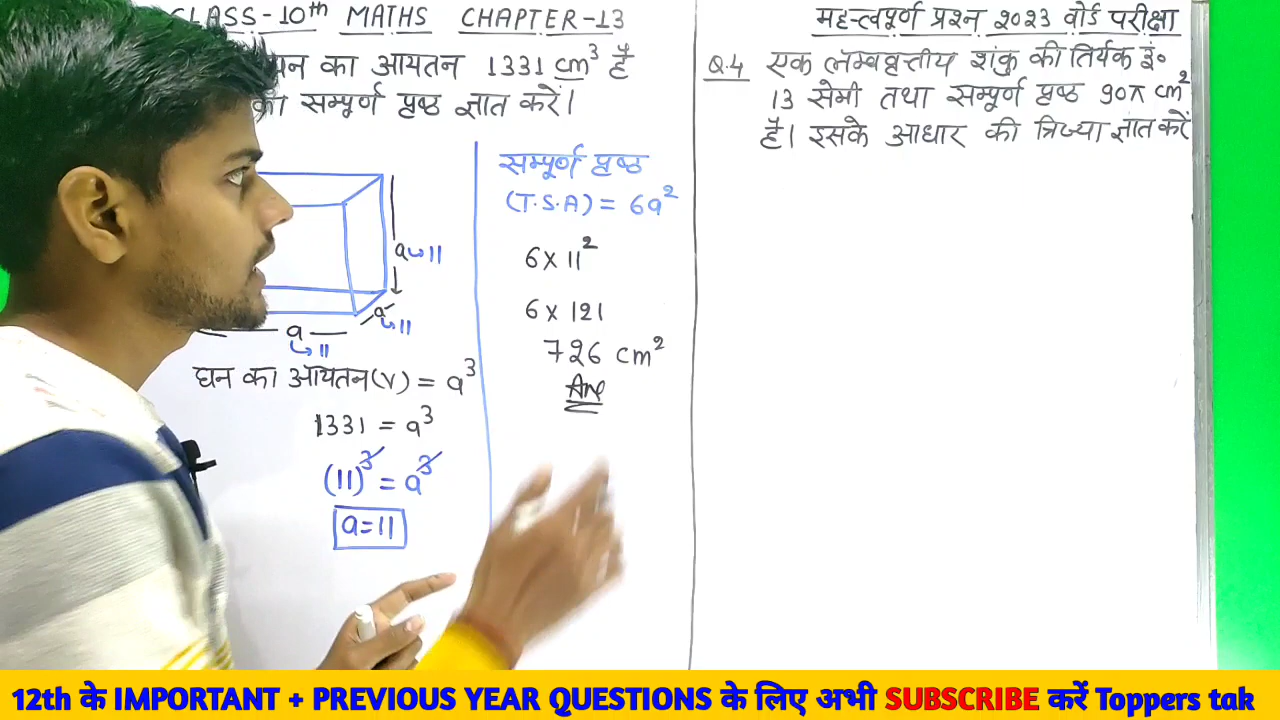 CLASS-10th MATHS CHAPTER-13
घन का आयतन 1331 cm³ है
का सम्पूर्ण पृष्ठ ज्ञात करें।
a → 11
a → 11
a → 11
घन का आयतन(V) = a³
1331 = a³
(11)³ = a³
a=11
सम्पूर्ण पृष्ठ
(T.S.A) = 6a²
6 x 11²
6 x 121
726 cm²
Ans
महत्वपूर्ण प्रश्न २०२३ बोर्ड परीक्षा
Q.4 एक लम्बवृत्तीय शंकु की तिर्यक ऊँ॰
13 सेमी तथा सम्पूर्ण पृष्ठ 90π cm²
है। इसके आधार की त्रिज्या ज्ञात करें
12th के IMPORTANT + PREVIOUS YEAR QUESTIONS के लिए अभी SUBSCRIBE करें Toppers tak